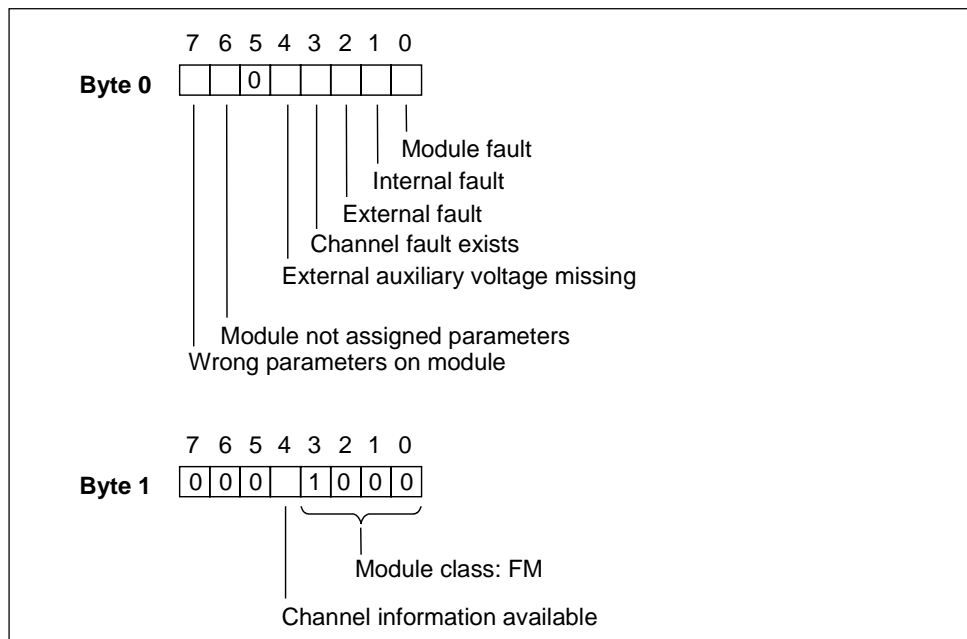 7 6 5 4 3 2 1 0
Byte 0 0
Module fault
Internal fault
External fault
Channel fault exists
External auxiliary voltage missing
Module not assigned parameters
Wrong parameters on module
7 6 5 4 3 2 1 0
Byte 1 0 0 0 1 0 0 0
Module class: FM
Channel information available